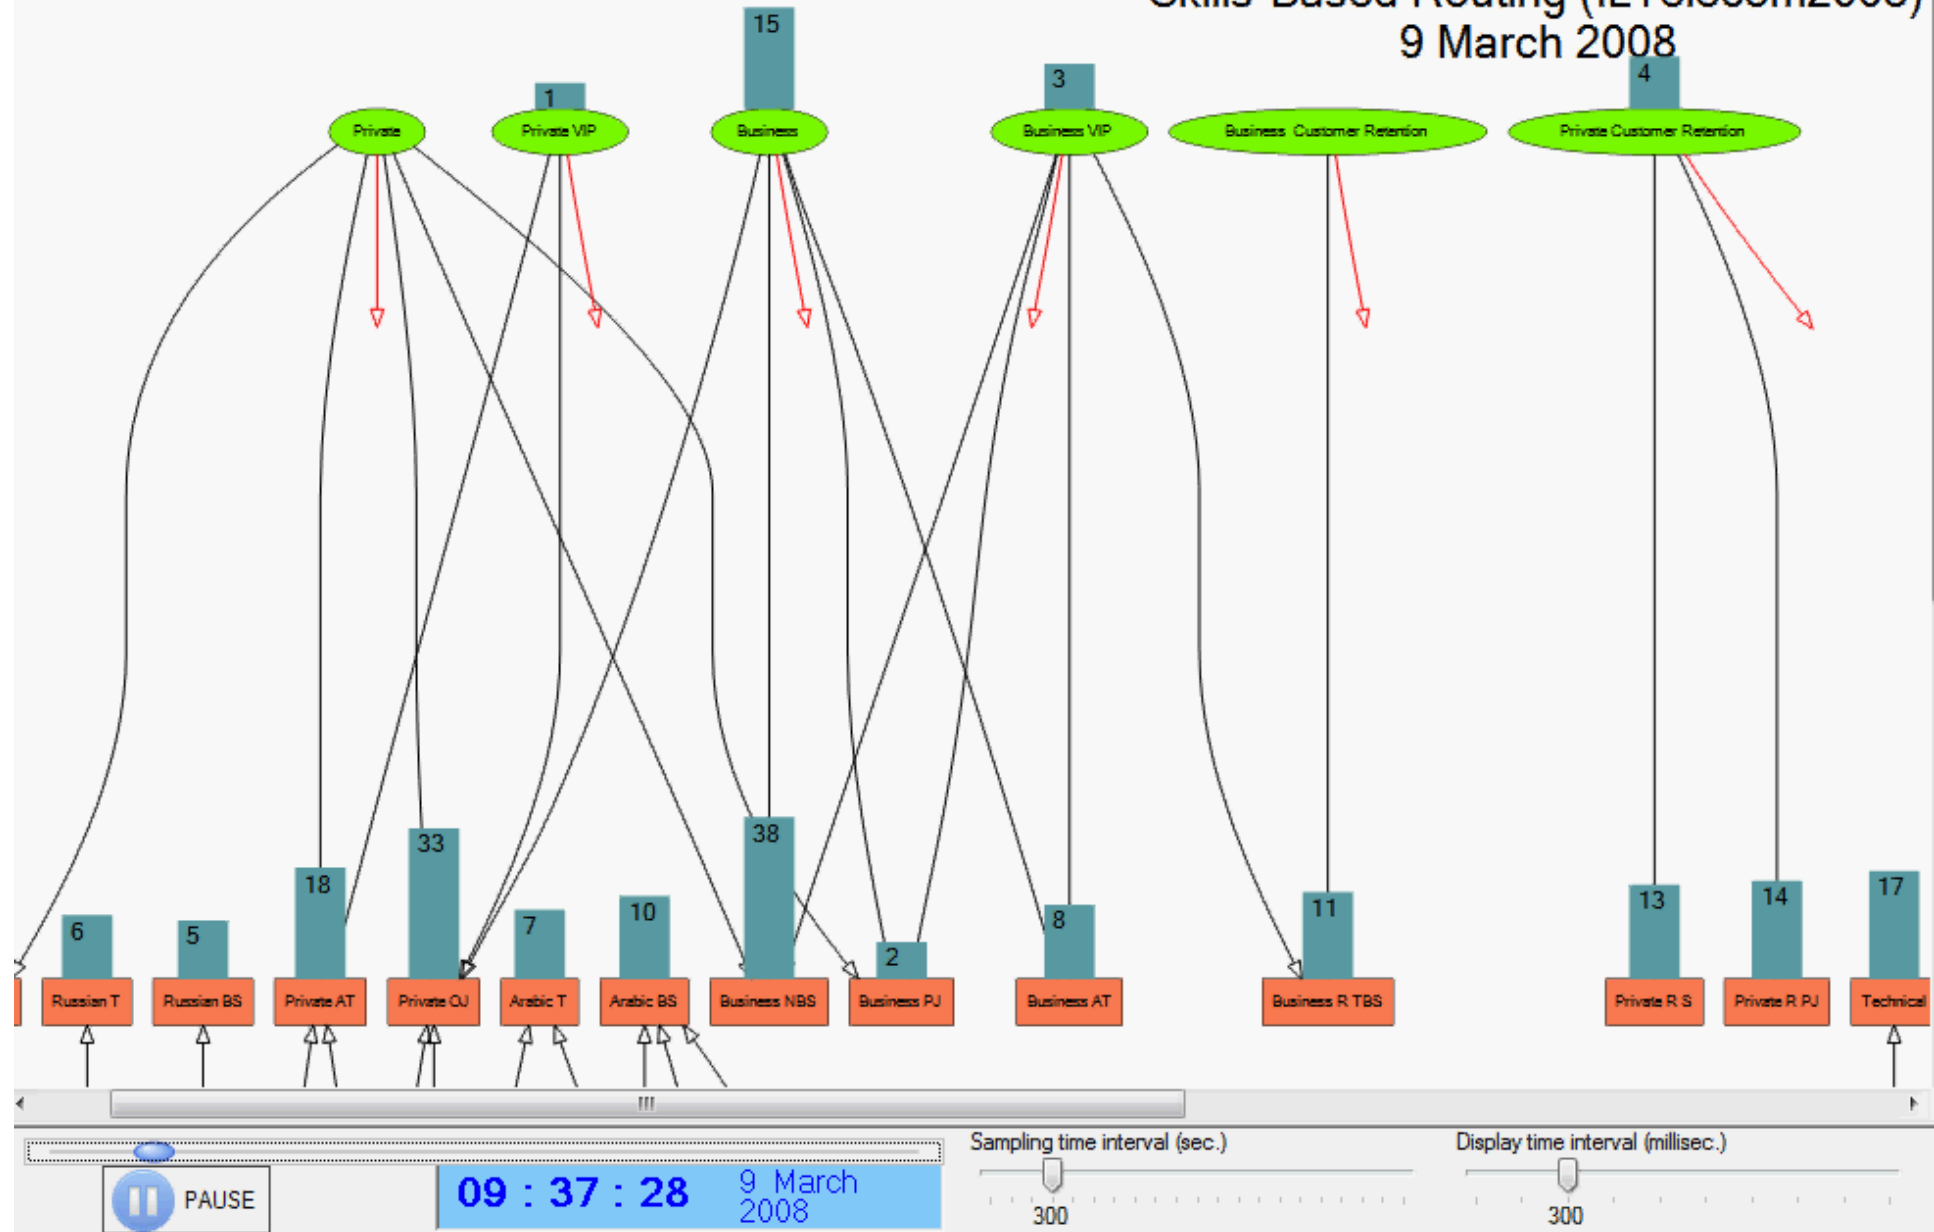 9 March 2008
15
3
4
1
Private
Private VIP
Business
Business VIP
Business Customer Retention
Private Customer Retention
38
33
18
17
14
13
11
10
8
7
6
5
2
Russian T
Russian BS
Private AT
Private OJ
Arabic T
Arabic BS
Business NBS
Business PJ
Business AT
Business R TBS
Private R S
Private R PJ
Technical
Sampling time interval (sec.)
Display time interval (millisec.)
PAUSE
09 : 37 : 28
9 March
2008
300
300